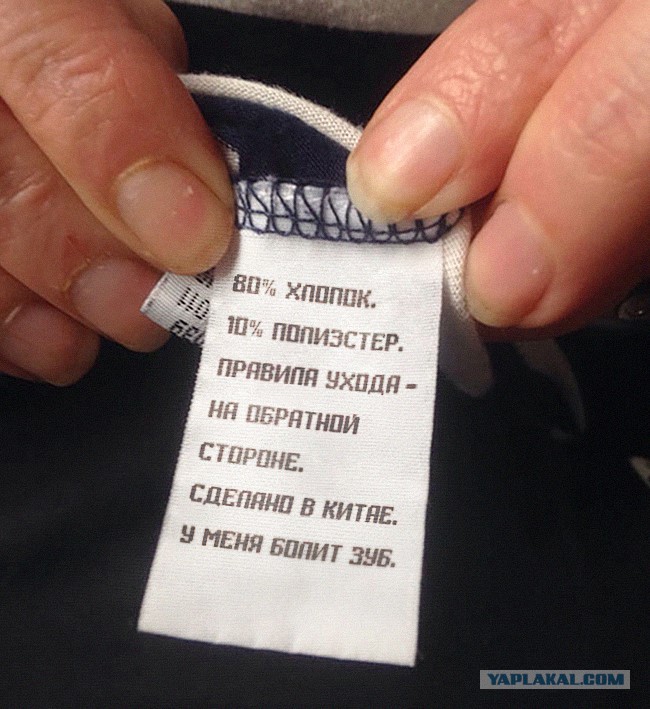 80% ХЛОПОК.
10% ПОЛИЭСТЕР.
ПРАВИЛА УХОДА -
НА ОБРАТНОЙ
СТОРОНЕ.
СДЕЛАНО В КИТАЕ.
У МЕНЯ БОЛИТ ЗУБ.
YAPLAKAL.COM